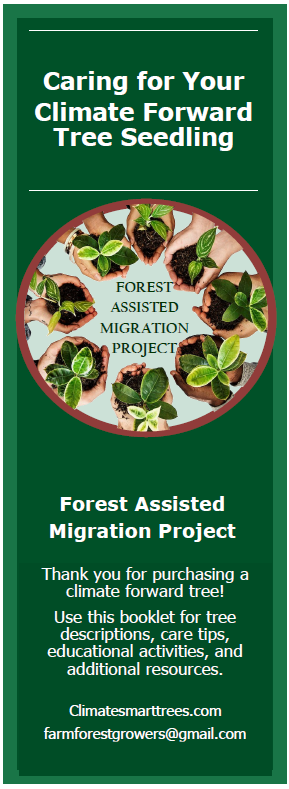 Caring for Your
Climate Forward
Tree Seedling
FOREST
ASSISTED
MIGRATION
PROJECT
Forest Assisted
Migration Project
Thank you for purchasing a
climate forward tree!
Use this booklet for tree
descriptions, care tips,
educational activities, and
additional resources.
Climatesmarttrees.com
farmforestgrowers@gmail.com